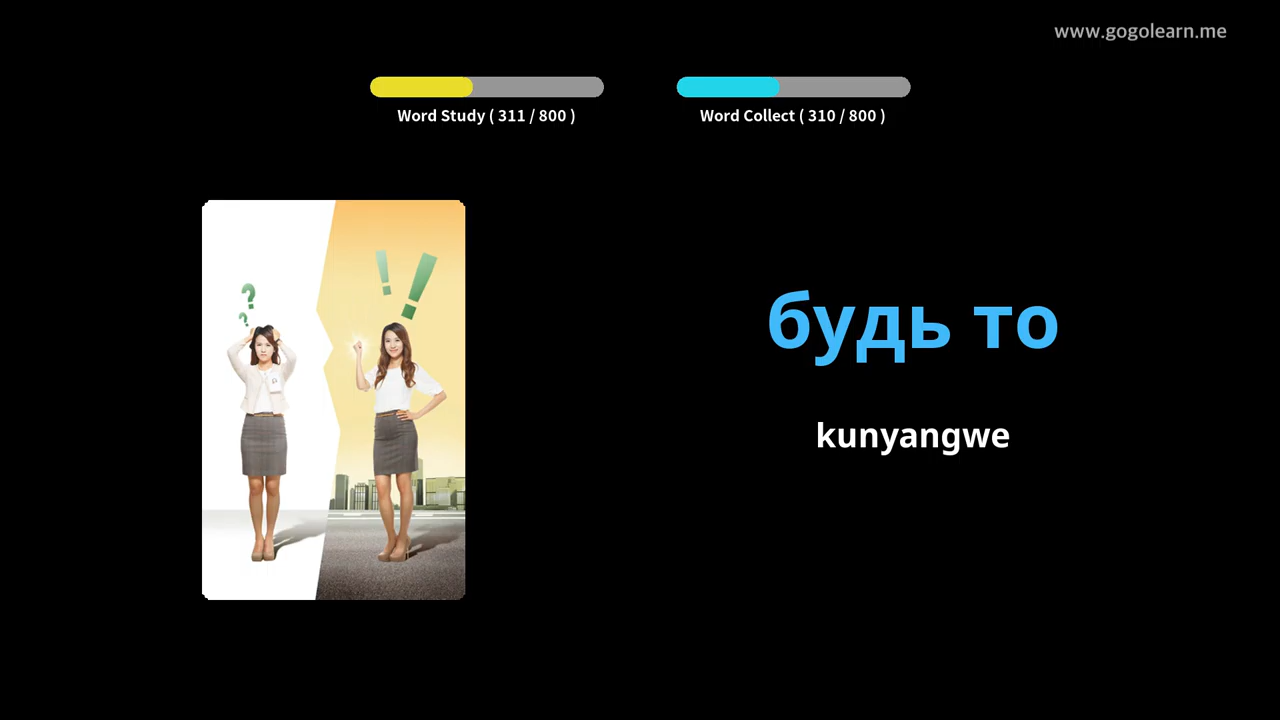 www.gogolearn.me
Word Study ( 311 / 800 )
Word Collect ( 310 / 800 )
? ?
! !
будь то
kunyangwe